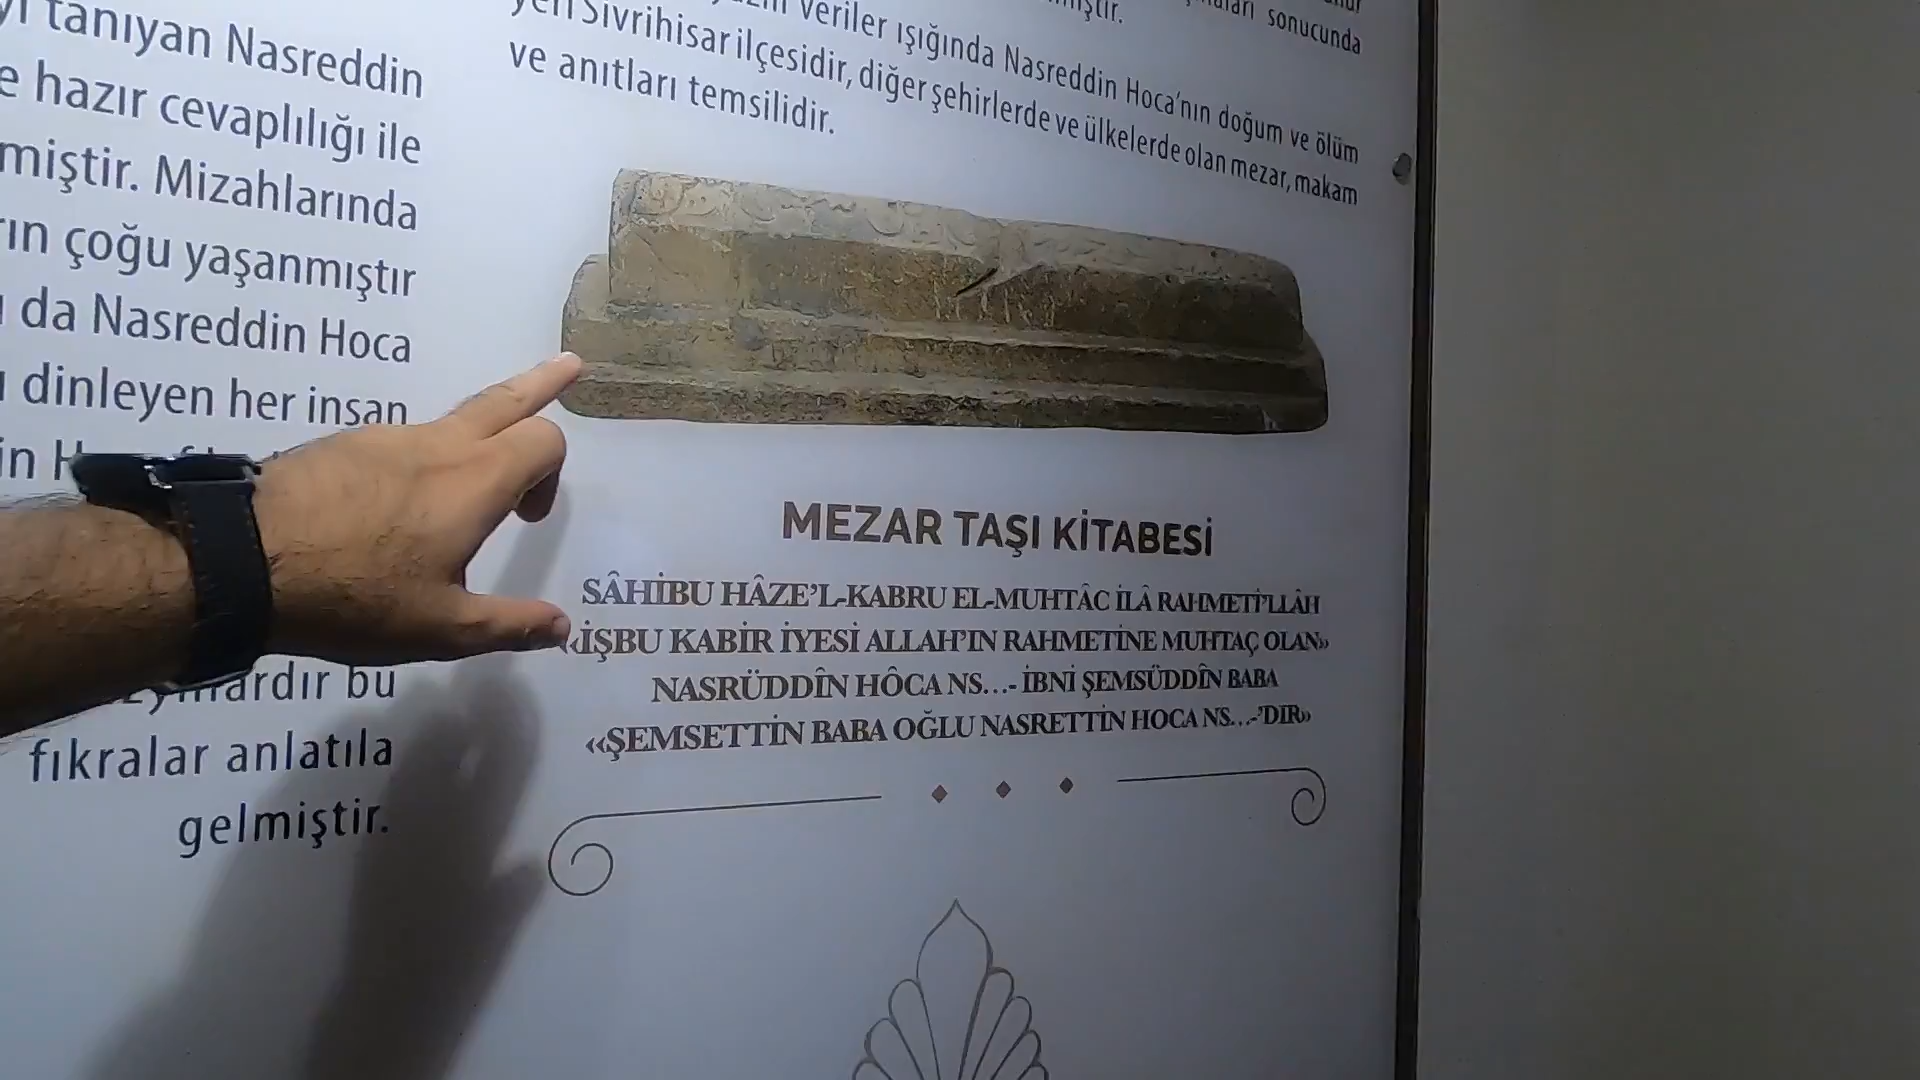 tanıyan Nasreddin
e hazır cevaplılığı ile
miştir. Mizahlarında
ın çoğu yaşanmıştır
da Nasreddin Hoca
dinleyen her insan
in
ardır bu
fıkralar anlatıla
gelmiştir.
sonucunda
veriler ışığında Nasreddin Hoca'nın doğum ve ölüm
yeri Sivrihisar ilçesidir, diğer şehirlerde ve ülkelerde olan mezar, makam
ve anıtları temsilidir.
MEZAR TAŞI KİTABESİ
SÂHİBU HÂZE'L-KABRU EL-MUHTÂC İLÂ RAHMETİ'LLÂH
«İŞBU KABİR İYESİ ALLAH'IN RAHMETİNE MUHTAÇ OLAN»
NASRÜDDÎN HÔCA NS...- İBNİ ŞEMSÜDDÎN BABA
«ŞEMSETTİN BABA OĞLU NASRETTİN HOCA NS...-'DIR»